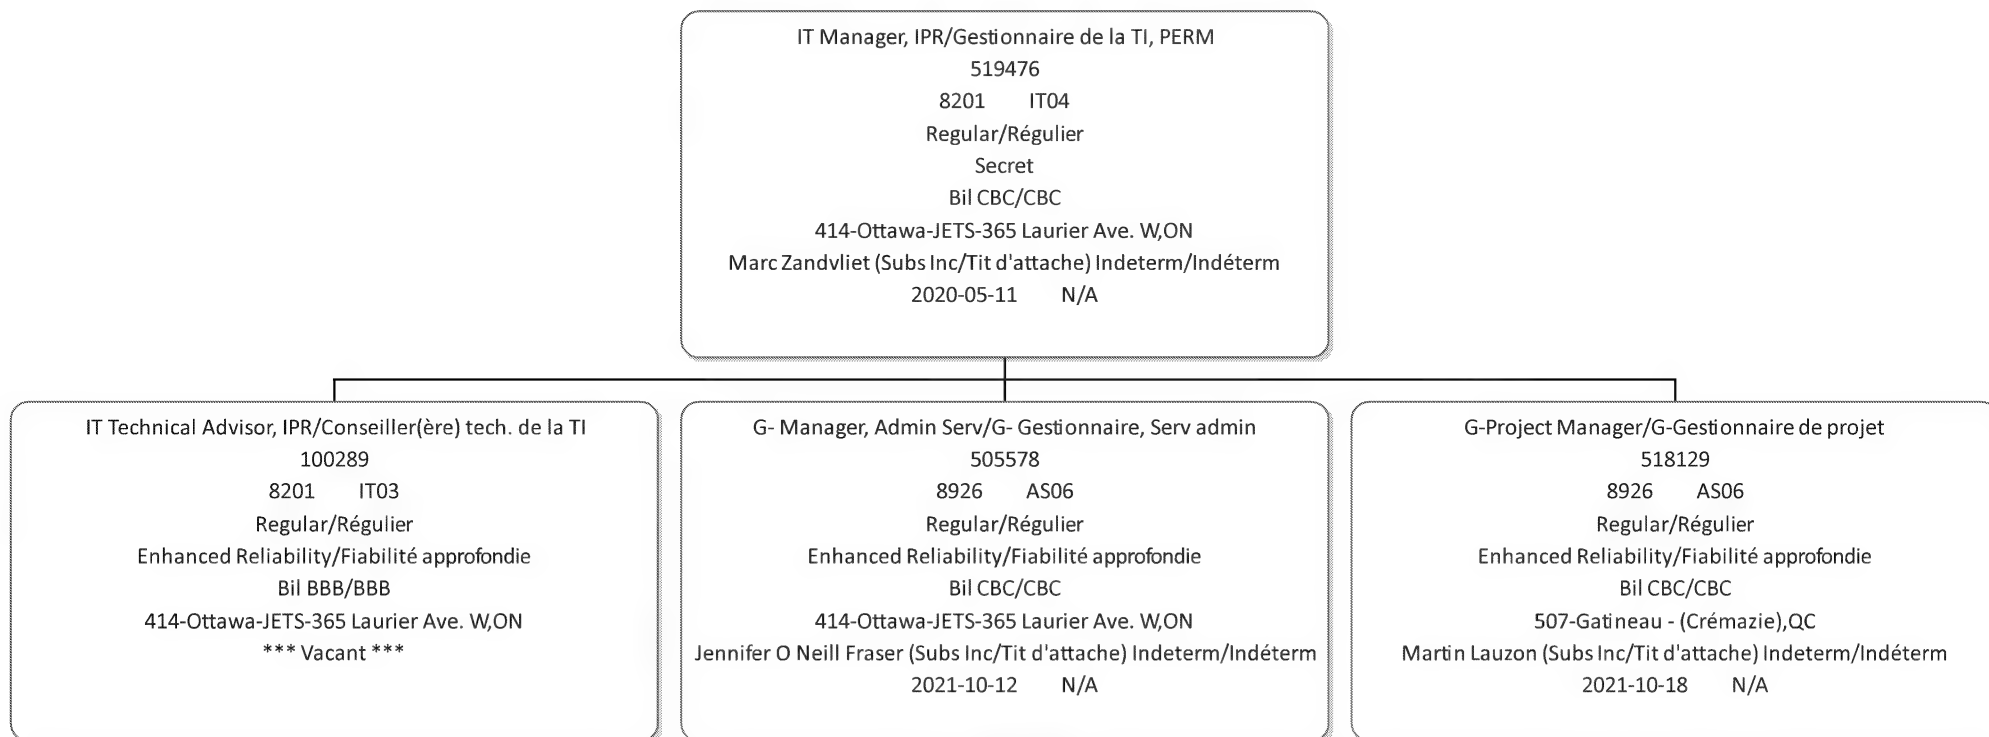 IT Manager, IPR/Gestionnaire de la TI, PERM
519476
8201 IT04
Regular/Régulier
Secret
Bil CBC/CBC
414-Ottawa-JETS-365 Laurier Ave. W,ON
Marc Zandvliet (Subs Inc/Tit d'attache) Indeterm/Indéterm
2020-05-11 N/A
IT Technical Advisor, IPR/Conseiller(ère) tech. de la TI
100289
8201 IT03
Regular/Régulier
Enhanced Reliability/Fiabilité approfondie
Bil BBB/BBB
414-Ottawa-JETS-365 Laurier Ave. W,ON
*** Vacant ***
G- Manager, Admin Serv/G- Gestionnaire, Serv admin
505578
8926 AS06
Regular/Régulier
Enhanced Reliability/Fiabilité approfondie
Bil CBC/CBC
414-Ottawa-JETS-365 Laurier Ave. W,ON
Jennifer O Neill Fraser (Subs Inc/Tit d'attache) Indeterm/Indéterm
2021-10-12 N/A
G-Project Manager/G-Gestionnaire de projet
518129
8926 AS06
Regular/Régulier
Enhanced Reliability/Fiabilité approfondie
Bil CBC/CBC
507-Gatineau - (Crémazie),QC
Martin Lauzon (Subs Inc/Tit d'attache) Indeterm/Indéterm
2021-10-18 N/A